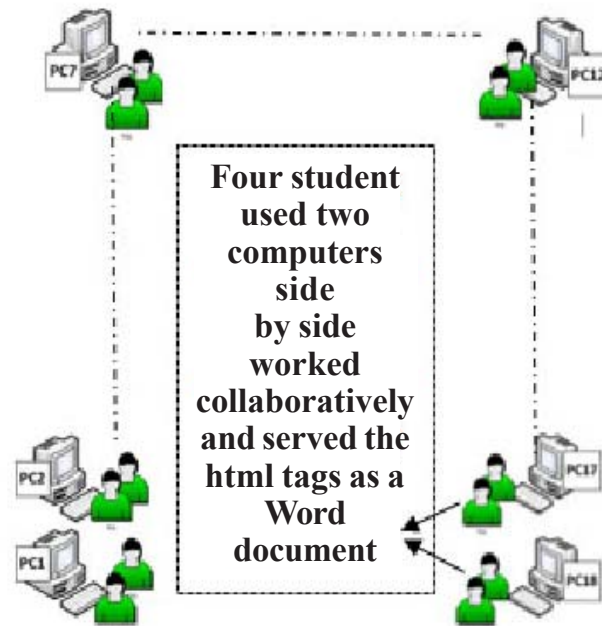 PC7
PC12
Four student
used two
computers
side
by side
worked
collaboratively
and served the
html tags as a
Word
document
PC2
PC17
PC1
PC18